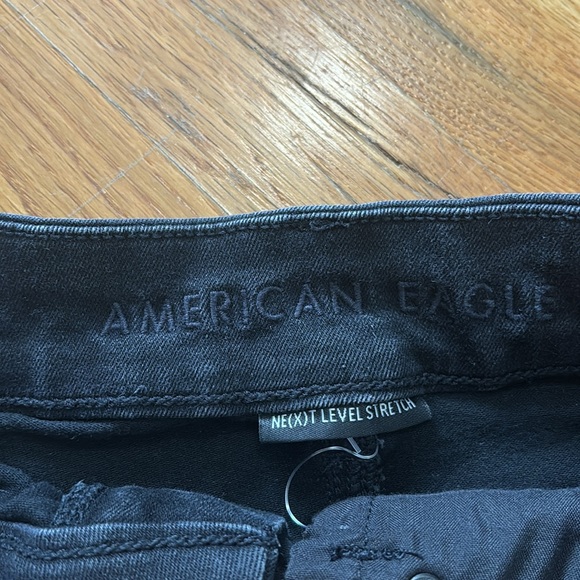 AMERICAN EAGLE
NE(X)T LEVEL STRETCH